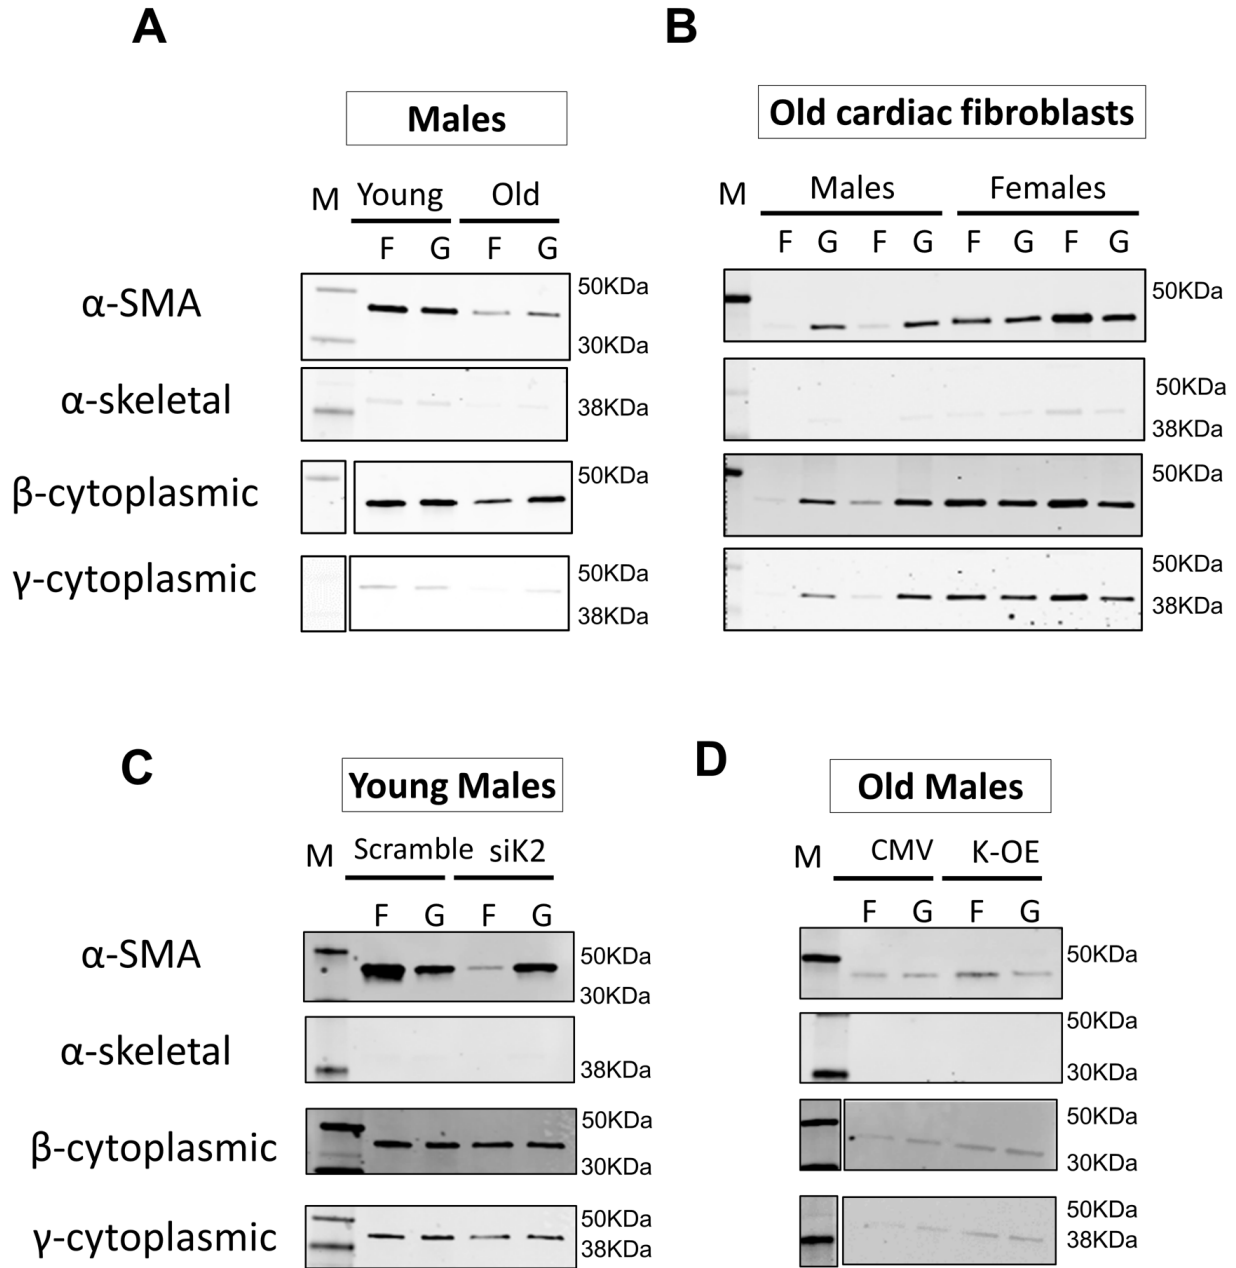 A
B
Males
Old cardiac fibroblasts
M Young Old
F G F G
M Males Females
F G F G F G F G
α-SMA
50KDa
30KDa
50KDa
α-skeletal
38KDa
50KDa
38KDa
β-cytoplasmic
50KDa
50KDa
γ-cytoplasmic
50KDa
38KDa
50KDa
38KDa
C
D
Young Males
Old Males
M Scramble siK2
F G F G
M CMV K-OE
F G F G
α-SMA
50KDa
30KDa
50KDa
α-skeletal
38KDa
50KDa
30KDa
β-cytoplasmic
50KDa
30KDa
50KDa
30KDa
γ-cytoplasmic
50KDa
38KDa
50KDa
38KDa